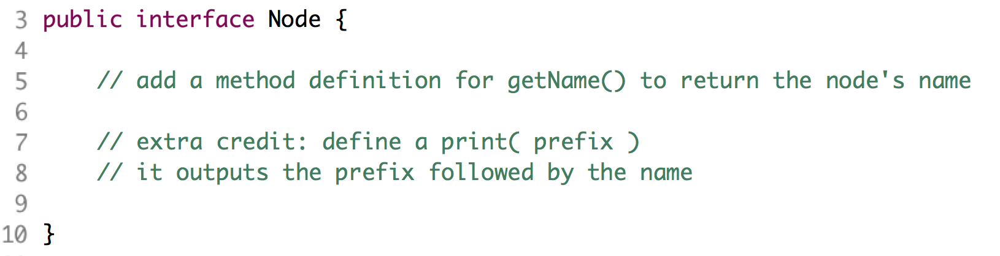 3 public interface Node {
4
5 // add a method definition for getName() to return the node's name
6
7 // extra credit: define a print( prefix )
8 // it outputs the prefix followed by the name
9
10 }